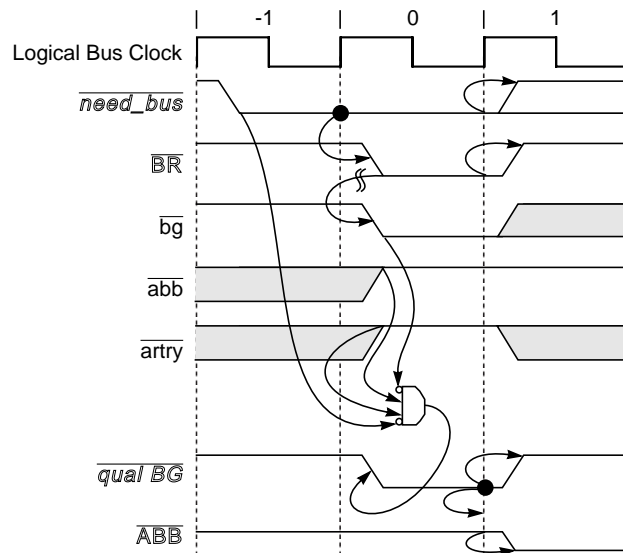 -1 0 1
Logical Bus Clock
need_bus
BR
bg
abb
artry
qual BG
ABB